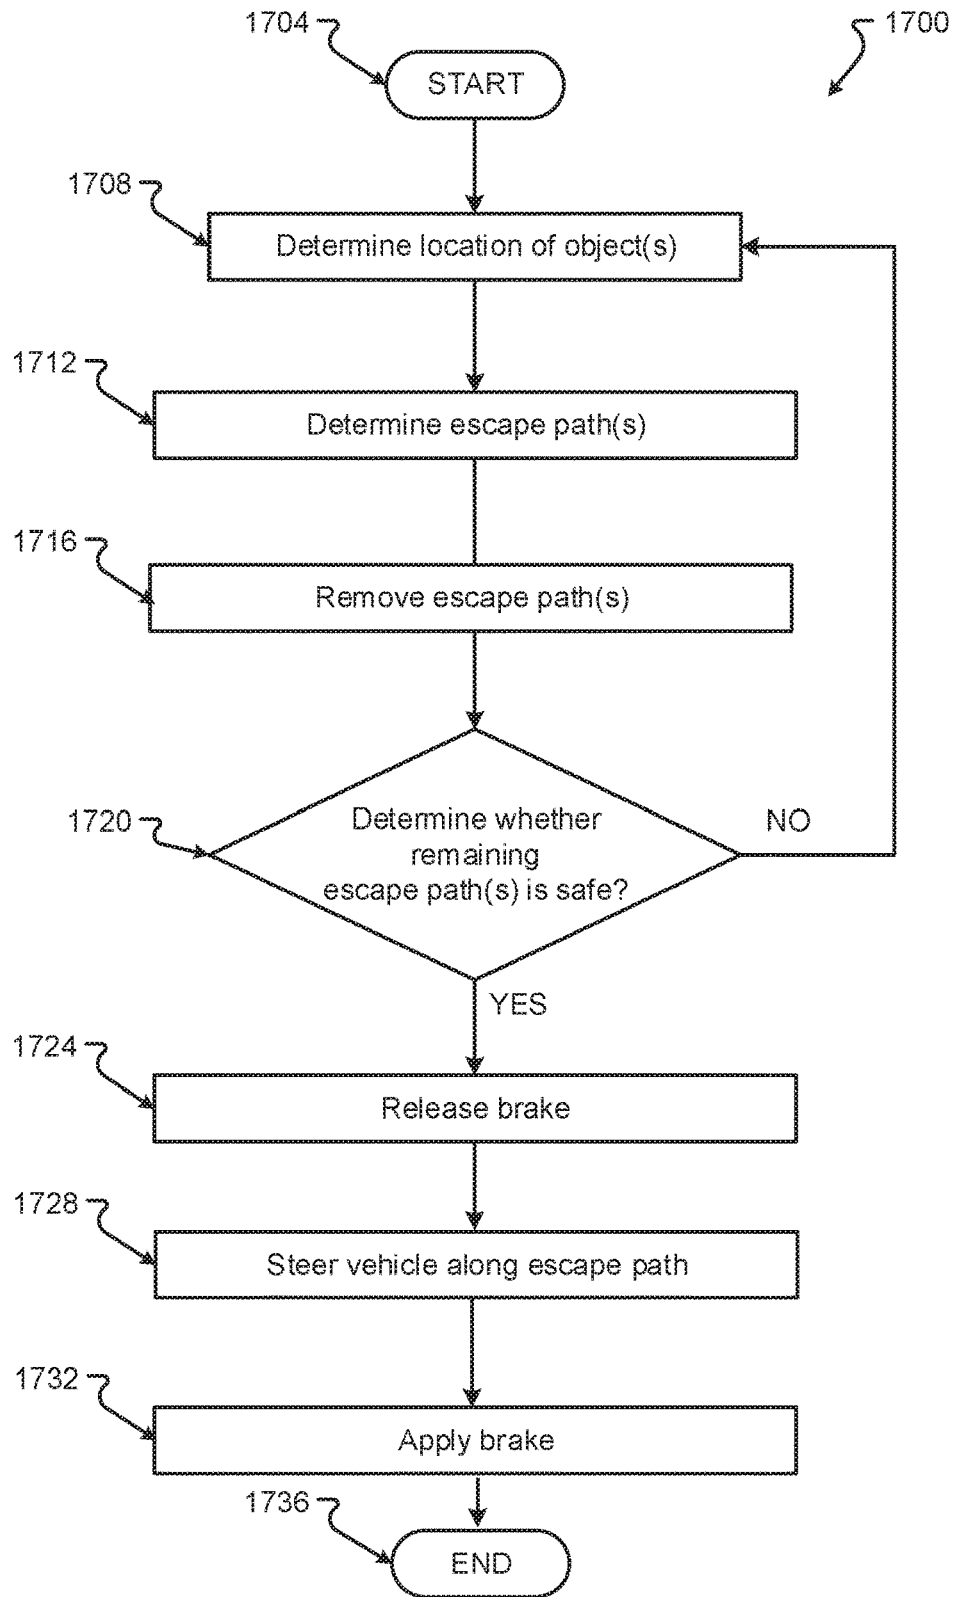 1704
1700
START
1708
Determine location of object(s)
1712
Determine escape path(s)
1716
Remove escape path(s)
1720
Determine whether
remaining
escape path(s) is safe?
NO
YES
1724
Release brake
1728
Steer vehicle along escape path
1732
Apply brake
1736
END